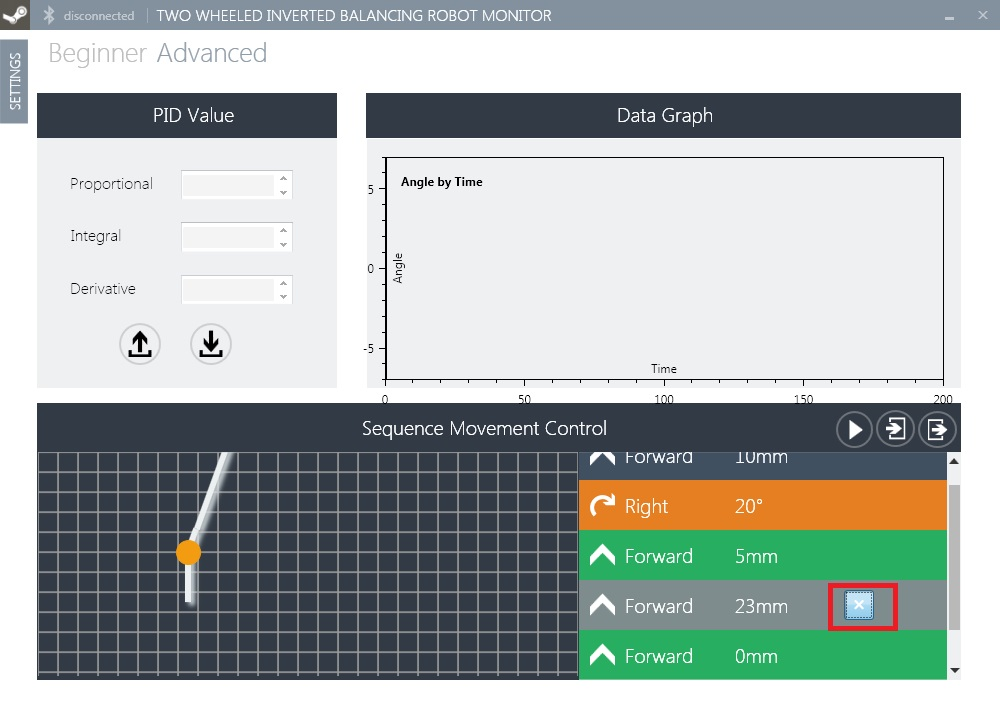 disconnected TWO WHEELED INVERTED BALANCING ROBOT MONITOR
SETTINGS
Beginner Advanced
PID Value
Proportional
Integral
Derivative
Data Graph
Angle by Time
5
0
-5
Angle
Time
0 50 100 150 200
Sequence Movement Control
Forward 10mm
Right 20°
Forward 5mm
Forward 23mm
Forward 0mm